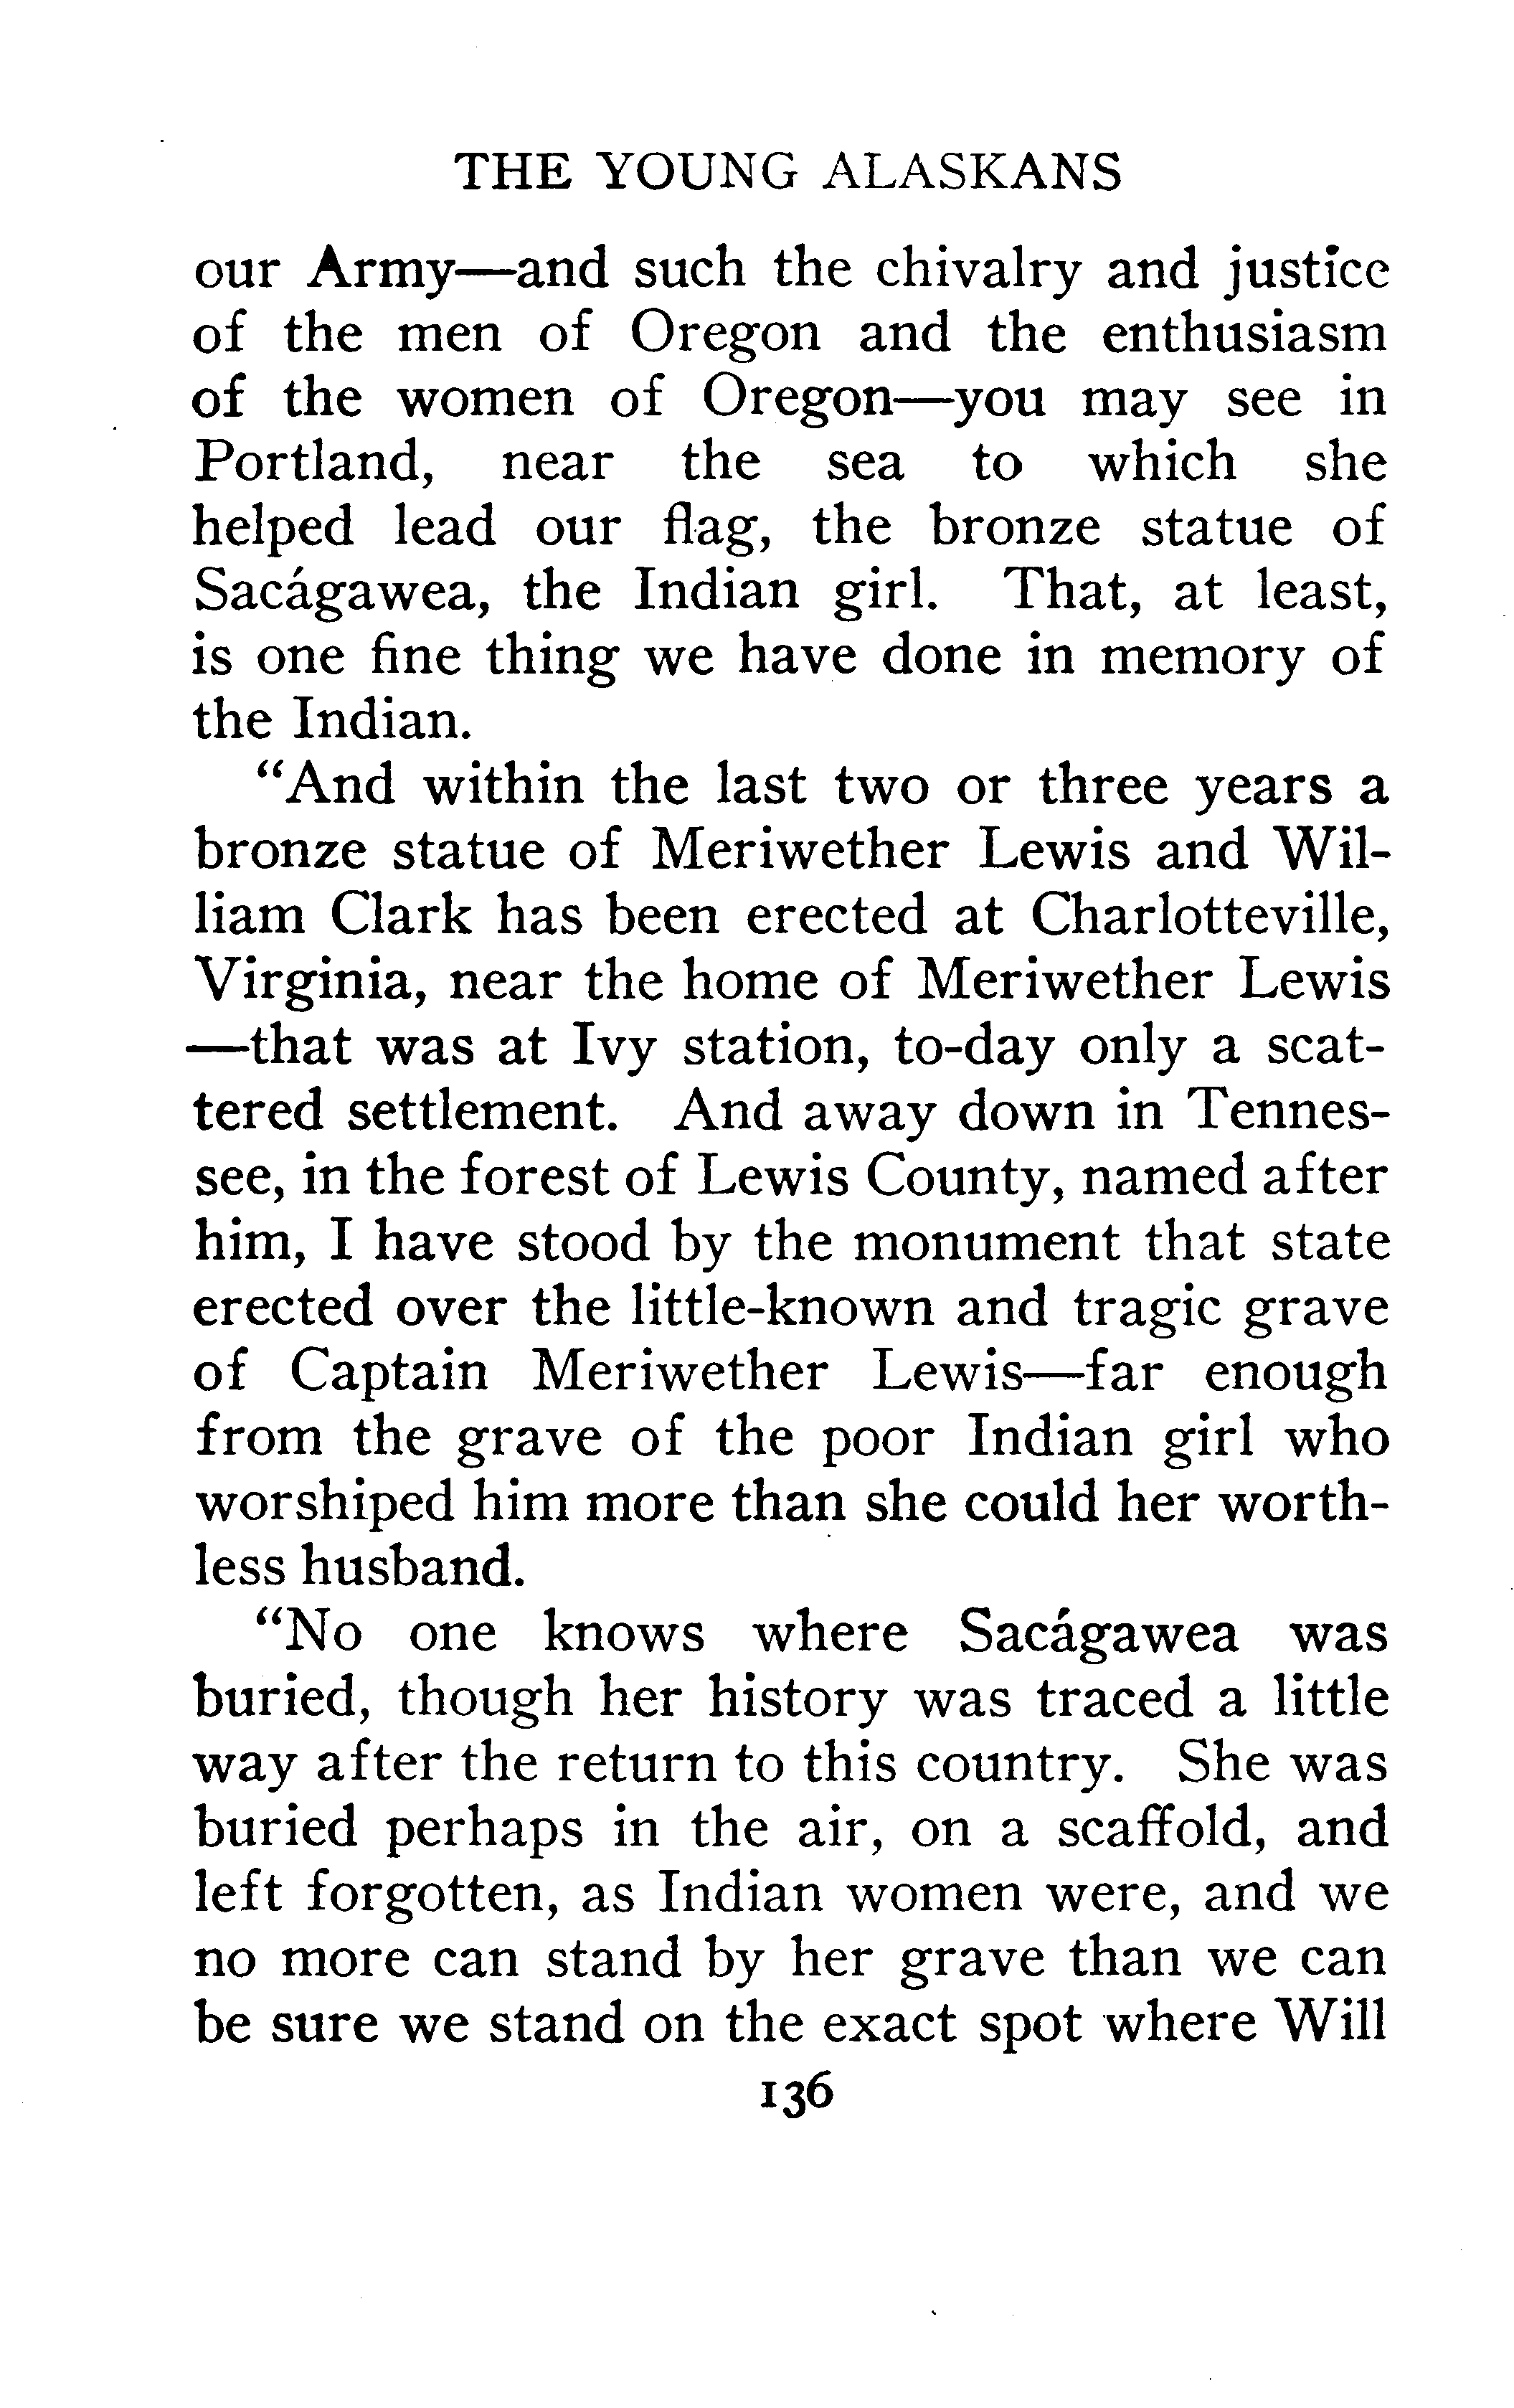 THE YOUNG ALASKANS
our Army—and such the chivalry and justice
of the men of Oregon and the enthusiasm
of the women of Oregon—you may see in
Portland, near the sea to which she
helped lead our flag, the bronze statue of
Sacágawea, the Indian girl. That, at least,
is one fine thing we have done in memory of
the Indian.
“And within the last two or three years a
bronze statue of Meriwether Lewis and Wil-
liam Clark has been erected at Charlotteville,
Virginia, near the home of Meriwether Lewis
—that was at Ivy station, to-day only a scat-
tered settlement. And away down in Tennes-
see, in the forest of Lewis County, named after
him, I have stood by the monument that state
erected over the little-known and tragic grave
of Captain Meriwether Lewis—far enough
from the grave of the poor Indian girl who
worshiped him more than she could her worth-
less husband.
“No one knows where Sacágawea was
buried, though her history was traced a little
way after the return to this country. She was
buried perhaps in the air, on a scaffold, and
left forgotten, as Indian women were, and we
no more can stand by her grave than we can
be sure we stand on the exact spot where Will
136